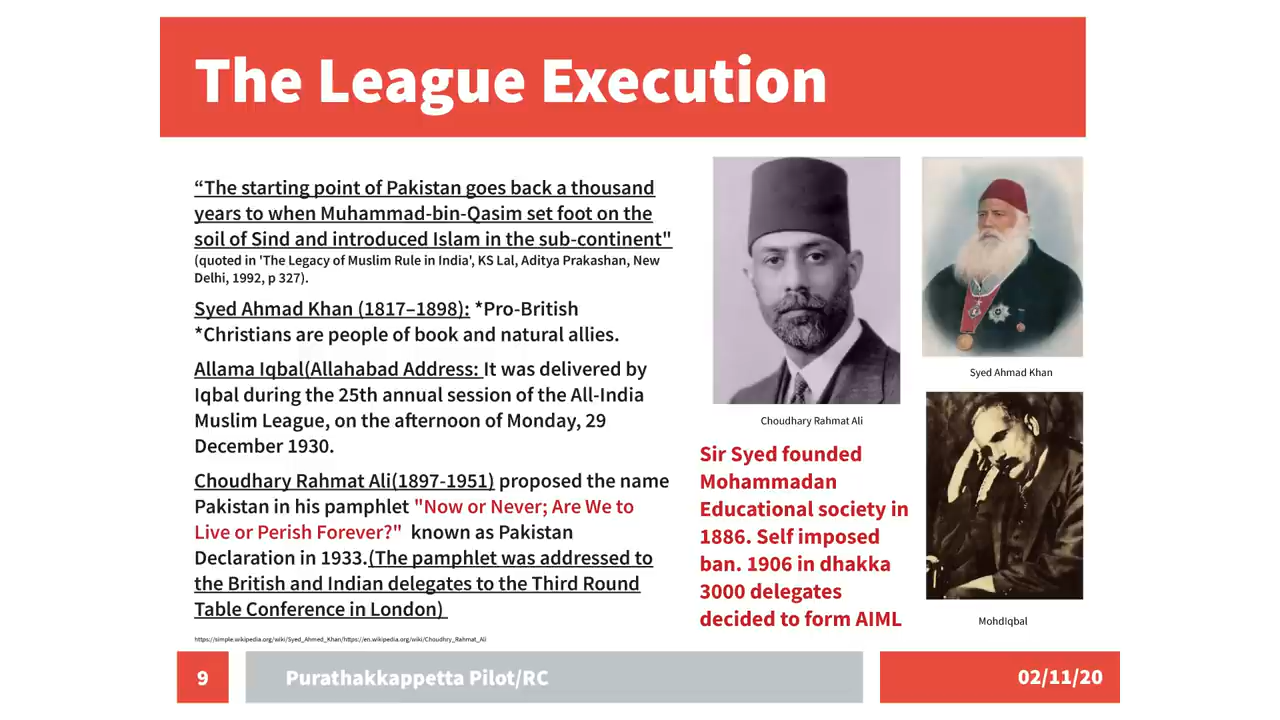 The League Execution
“The starting point of Pakistan goes back a thousand
years to when Muhammad-bin-Qasim set foot on the
soil of Sind and introduced Islam in the sub-continent"
(quoted in 'The Legacy of Muslim Rule in India', KS Lal, Aditya Prakashan, New
Delhi, 1992, p 327).
Syed Ahmad Khan (1817–1898): *Pro-British
*Christians are people of book and natural allies.
Allama Iqbal(Allahabad Address: It was delivered by
Iqbal during the 25th annual session of the All-India
Muslim League, on the afternoon of Monday, 29
December 1930.
Choudhary Rahmat Ali(1897-1951) proposed the name
Pakistan in his pamphlet "Now or Never; Are We to
Live or Perish Forever?" known as Pakistan
Declaration in 1933.(The pamphlet was addressed to
the British and Indian delegates to the Third Round
Table Conference in London)
https://simple.wikipedia.org/wiki/Syed_Ahmed_Khan/https://en.wikipedia.org/wiki/Choudhry_Rahmat_Ali
Choudhary Rahmat Ali
Syed Ahmad Khan
Sir Syed founded
Mohammadan
Educational society in
1886. Self imposed
ban. 1906 in dhakka
3000 delegates
decided to form AIML
MohdIqbal
9
Purathakkappetta Pilot/RC
02/11/20